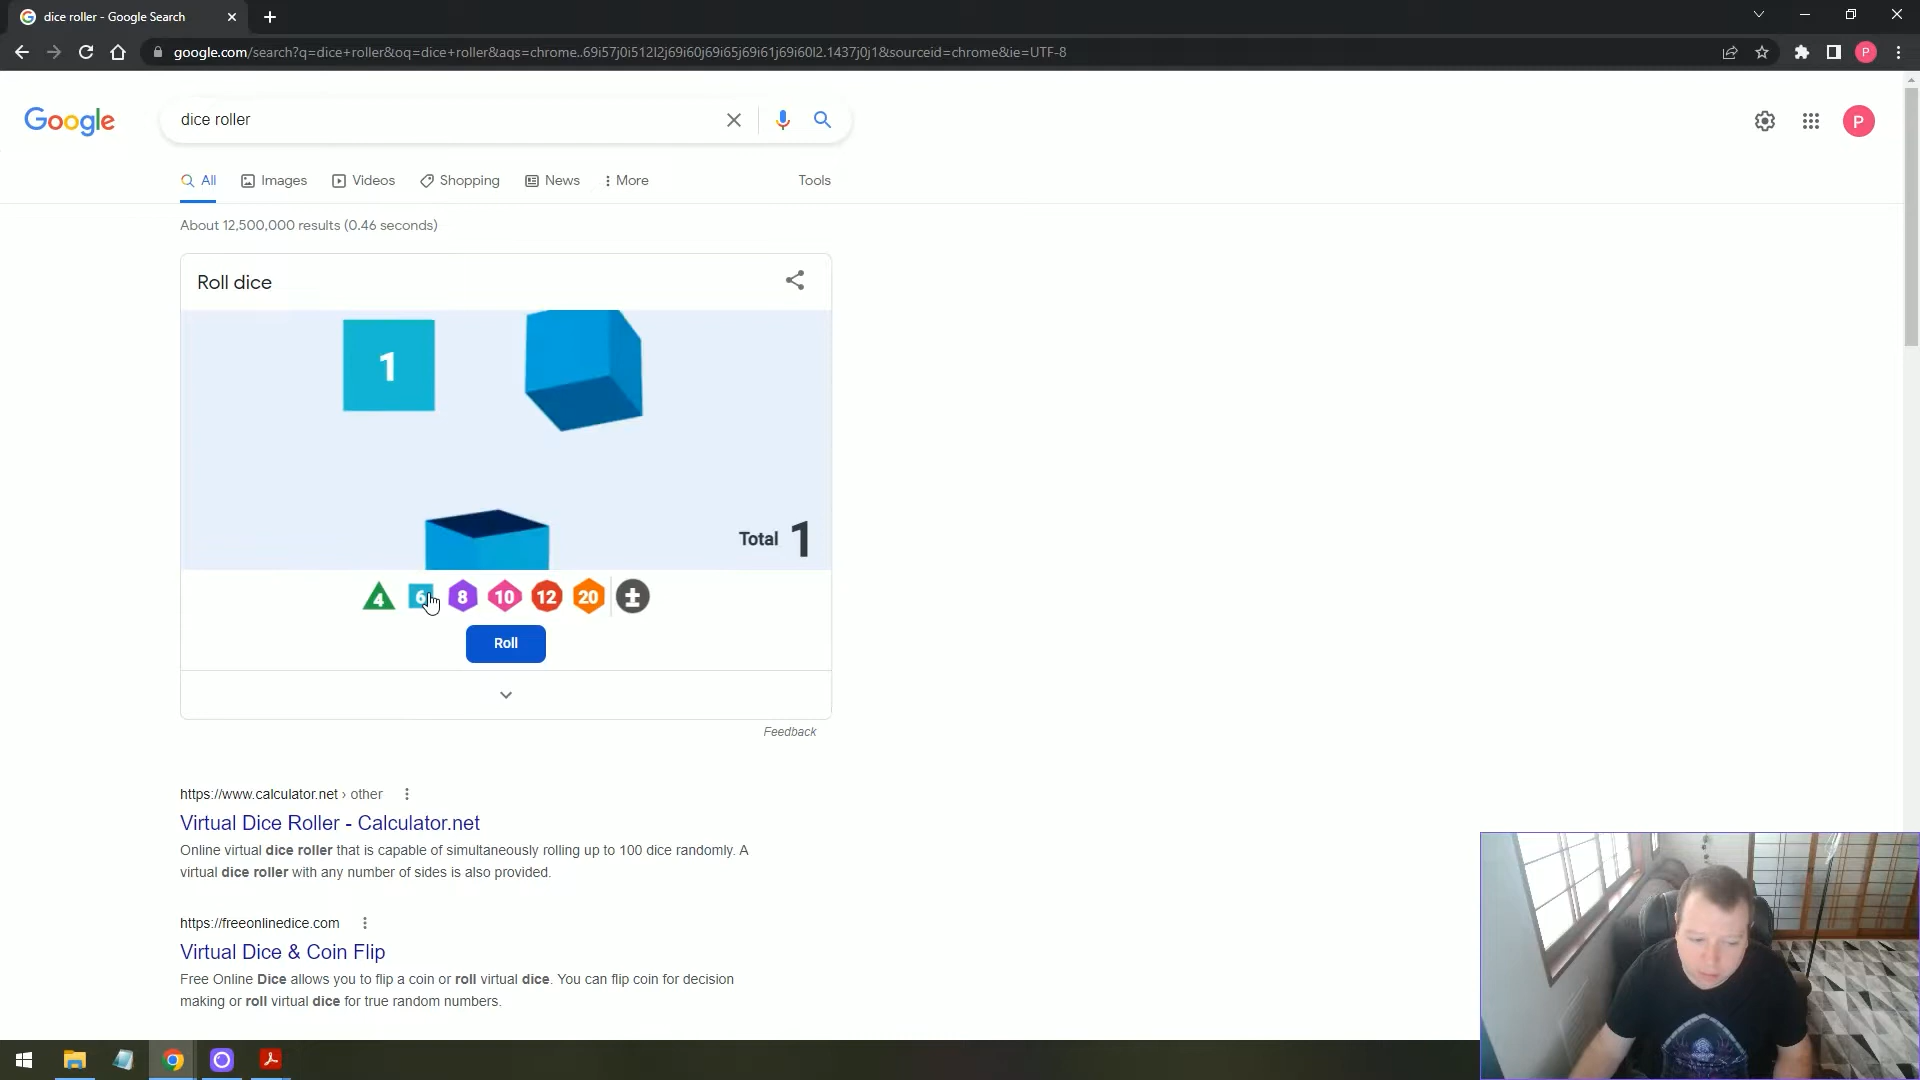 dice roller - Google Search
google.com/search?q=dice+roller&oq=dice+roller&aqs=chrome..69i57j0i512l2j69i60j69i65j69i61j69i60l2.1437j0j1&sourceid=chrome&ie=UTF-8
P
Google
dice roller
P
All
Images
Videos
Shopping
News
More
Tools
About 12,500,000 results (0.46 seconds)
Roll dice
1
Total 1
4 6 8 10 12 20 ±
Roll
Feedback
https://www.calculator.net › other
Virtual Dice Roller - Calculator.net
Online virtual dice roller that is capable of simultaneously rolling up to 100 dice randomly. A
virtual dice roller with any number of sides is also provided.
https://freeonlinedice.com
Virtual Dice & Coin Flip
Free Online Dice allows you to flip a coin or roll virtual dice. You can flip coin for decision
making or roll virtual dice for true random numbers.